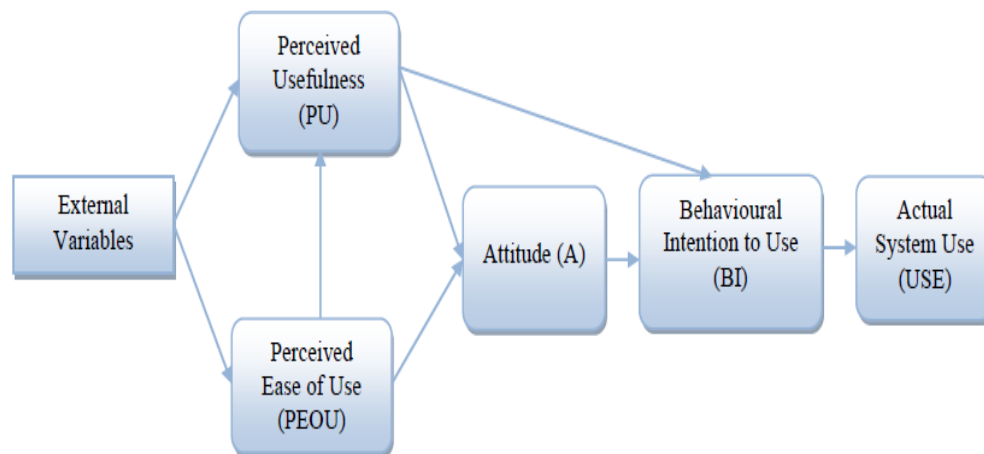 Perceived
Usefulness
(PU)
External
Variables
Perceived
Ease of Use
(PEOU)
Attitude (A)
Behavioural
Intention to Use
(BI)
Actual
System Use
(USE)